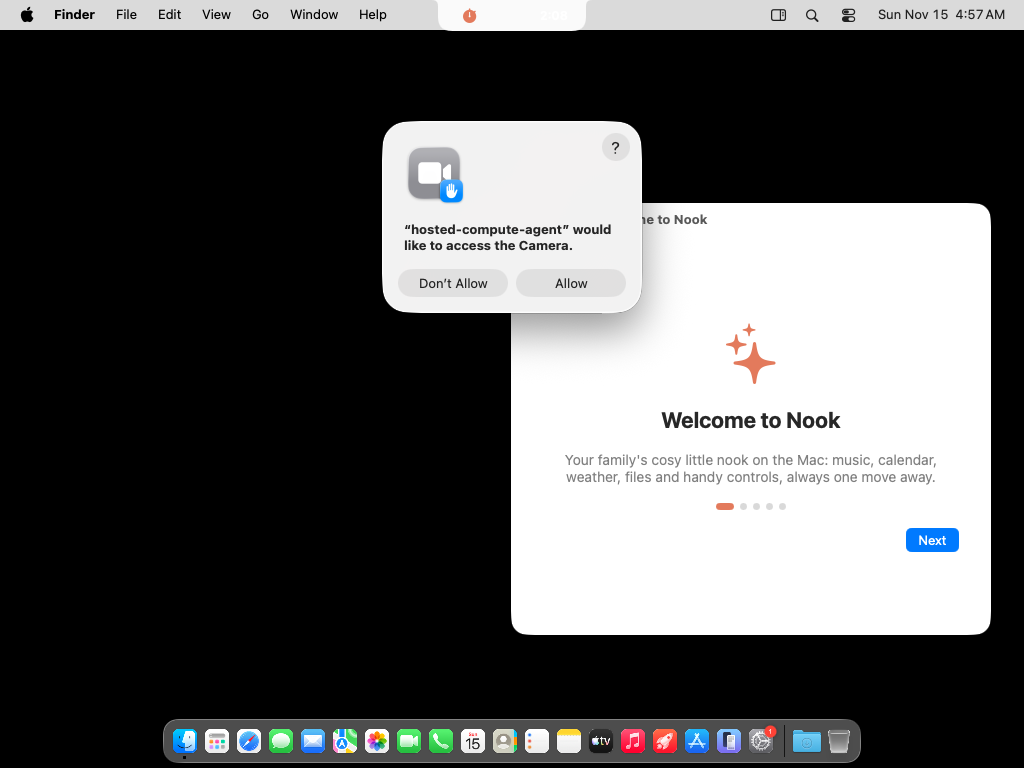 Finder File Edit View Go Window Help
Sun Nov 15 4:57 AM
?
“hosted-compute-agent” would
like to access the Camera.
Don't Allow
Allow
to Nook
Welcome to Nook
Your family's cosy little nook on the Mac: music, calendar,
weather, files and handy controls, always one move away.
Next
15
tv
1